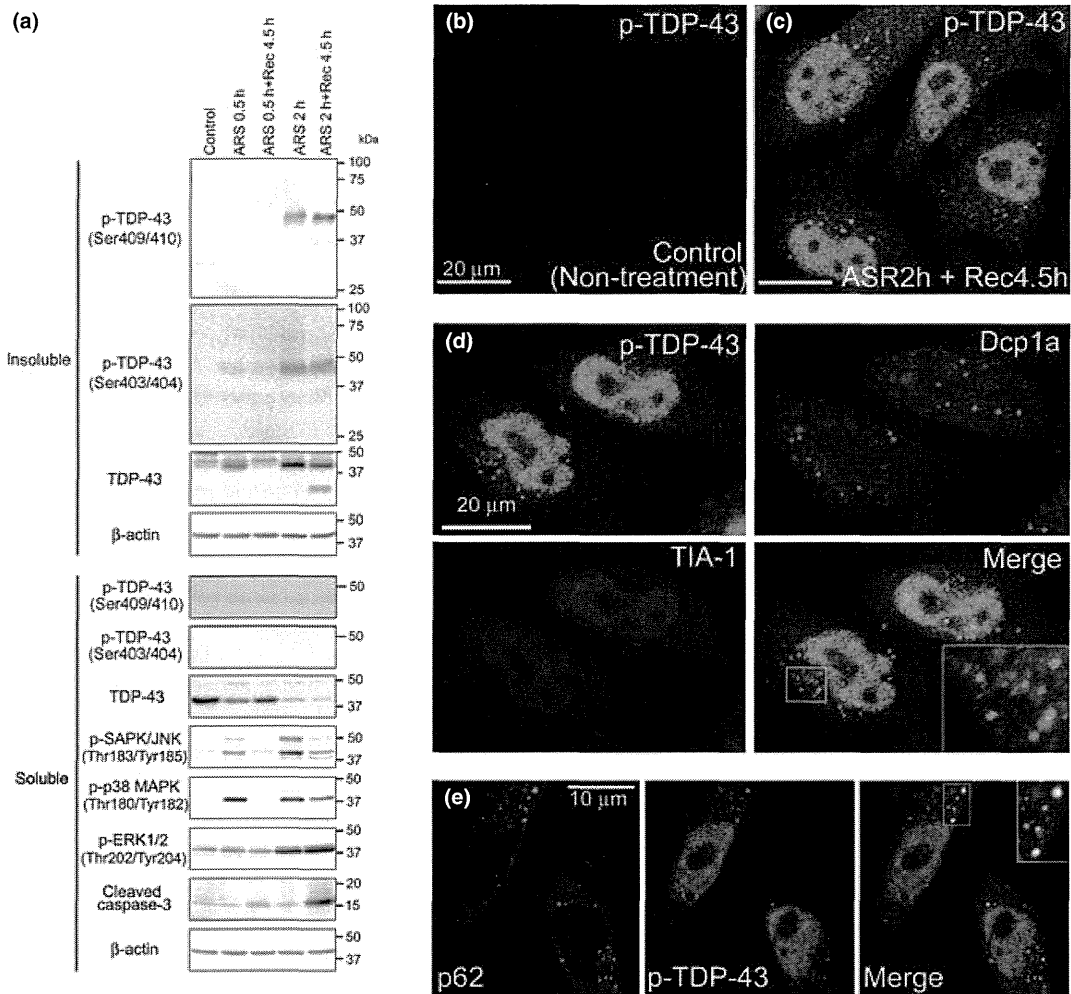 (a)
Control
ARS 0.5 h
ARS 0.5 h+Rec 4.5 h
ARS 2 h
ARS 2 h+Rec 4.5 h
kDa
Insoluble
p-TDP-43
(Ser409/410)
100
75
50
37
25
p-TDP-43
(Ser403/404)
100
75
50
37
25
TDP-43
50
37
β-actin
50
37
Soluble
p-TDP-43
(Ser409/410)
50
p-TDP-43
(Ser403/404)
50
TDP-43
50
37
p-SAPK/JNK
(Thr183/Tyr185)
50
37
p-p38 MAPK
(Thr180/Tyr182)
50
37
p-ERK1/2
(Thr202/Tyr204)
50
37
Cleaved
caspase-3
20
15
β-actin
50
37
(b)
p-TDP-43
Control
(Non-treatment)
20 μm
(c)
p-TDP-43
ASR2h + Rec4.5h
(d)
p-TDP-43
20 μm
Dcp1a
TIA-1
Merge
(e)
10 μm
p62
p-TDP-43
Merge